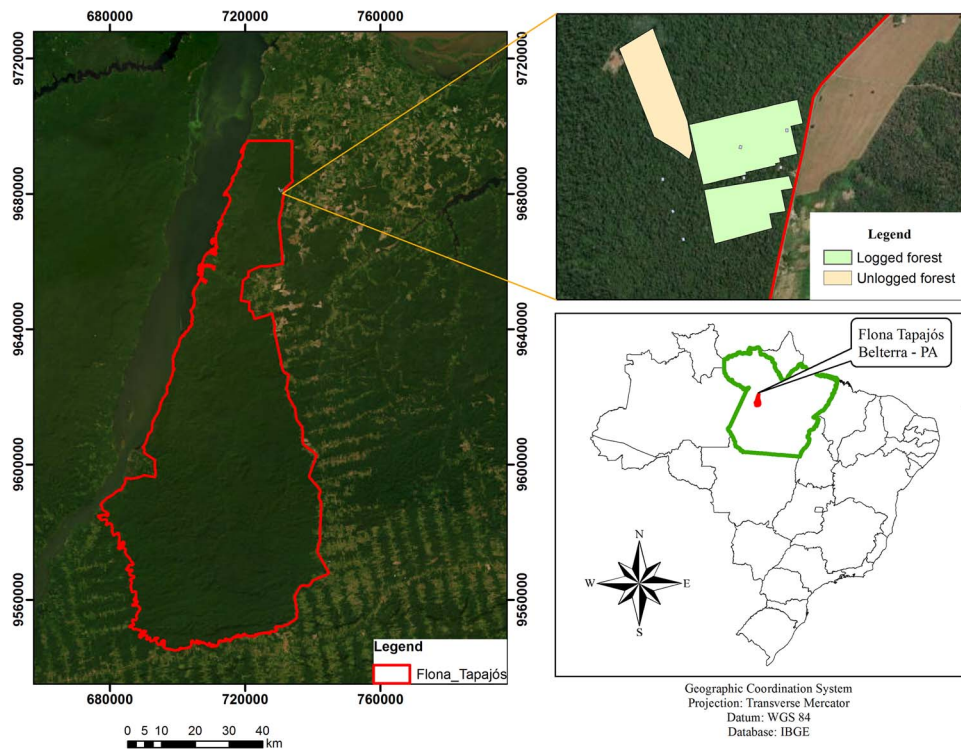 680000 720000 760000
9720000
9680000
9640000
9600000
9560000
9720000
9680000
9640000
9600000
9560000
Legend
Flona_Tapajós
680000 720000 760000
0 5 10 20 30 40
km
Legend
Logged forest
Unlogged forest
Flona Tapajós
Belterra - PA
N
W E
S
Geographic Coordination System
Projection: Transverse Mercator
Datum: WGS 84
Database: IBGE